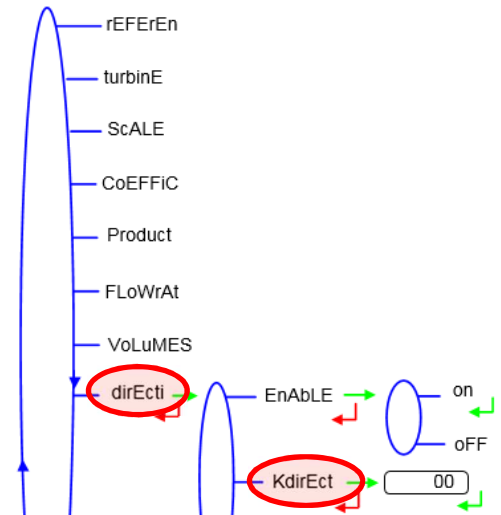 rEFErEn
turbinE
ScALE
CoEFFiC
Product
FLoWrAt
VoLuMES
dirEcti
EnAbLE
on
oFF
KdirEct
00